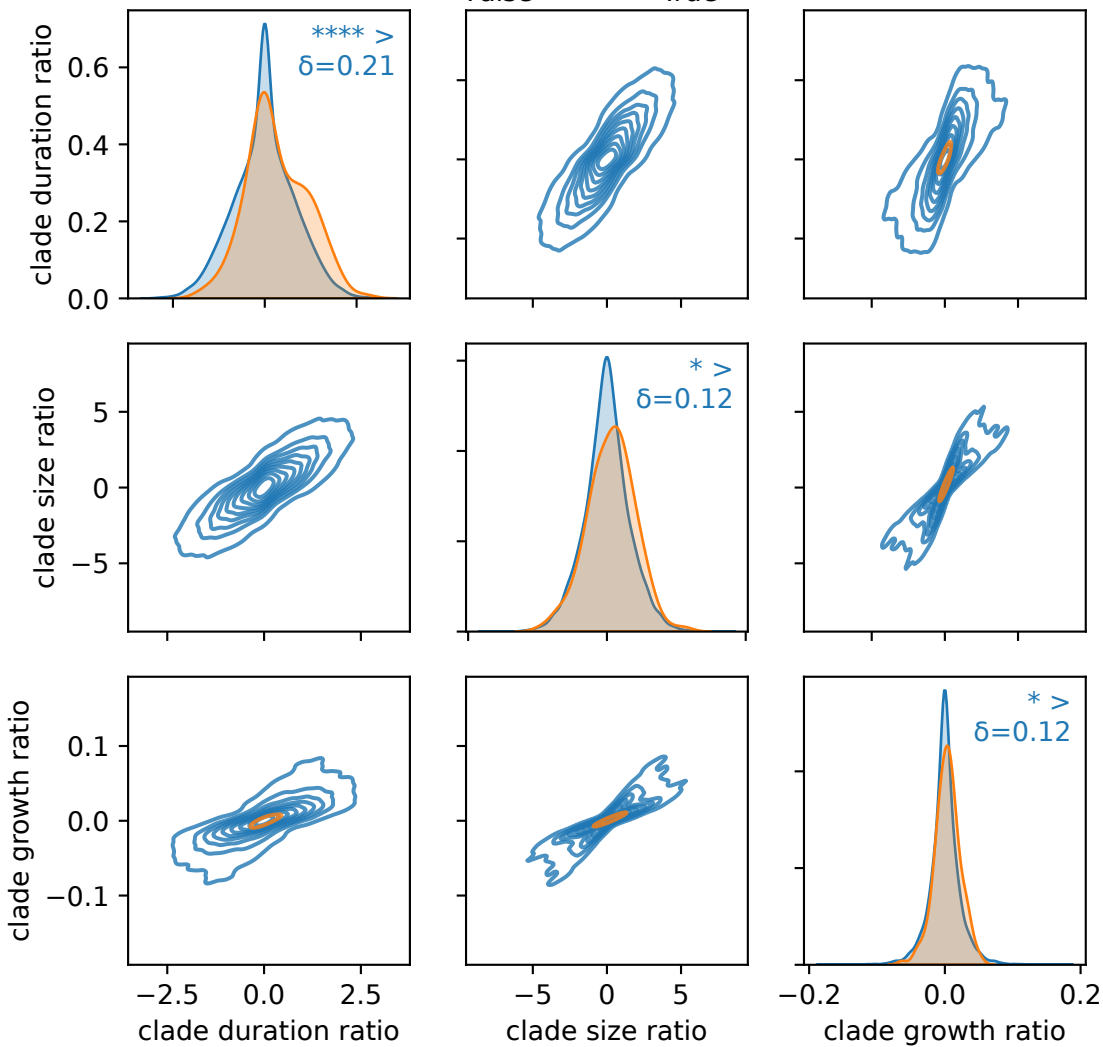 **** >
δ=0.21
clade duration ratio
0.6
0.4
0.2
0.0
* >
δ=0.12
clade size ratio
5
0
−5
* >
δ=0.12
clade growth ratio
0.1
0.0
−0.1
−2.5 0.0 2.5
−5 0 5
−0.2 0.0 0.2
clade duration ratio
clade size ratio
clade growth ratio